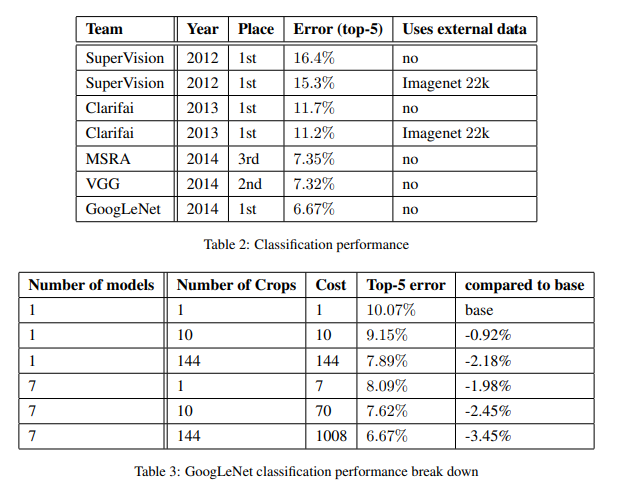 Team Year Place Error (top-5) Uses external data
SuperVision 2012 1st 16.4% no
SuperVision 2012 1st 15.3% Imagenet 22k
Clarifai 2013 1st 11.7% no
Clarifai 2013 1st 11.2% Imagenet 22k
MSRA 2014 3rd 7.35% no
VGG 2014 2nd 7.32% no
GoogLeNet 2014 1st 6.67% no
Table 2: Classification performance
Number of models Number of Crops Cost Top-5 error compared to base
1 1 1 10.07% base
1 10 10 9.15% -0.92%
1 144 144 7.89% -2.18%
7 1 7 8.09% -1.98%
7 10 70 7.62% -2.45%
7 144 1008 6.67% -3.45%
Table 3: GoogLeNet classification performance break down